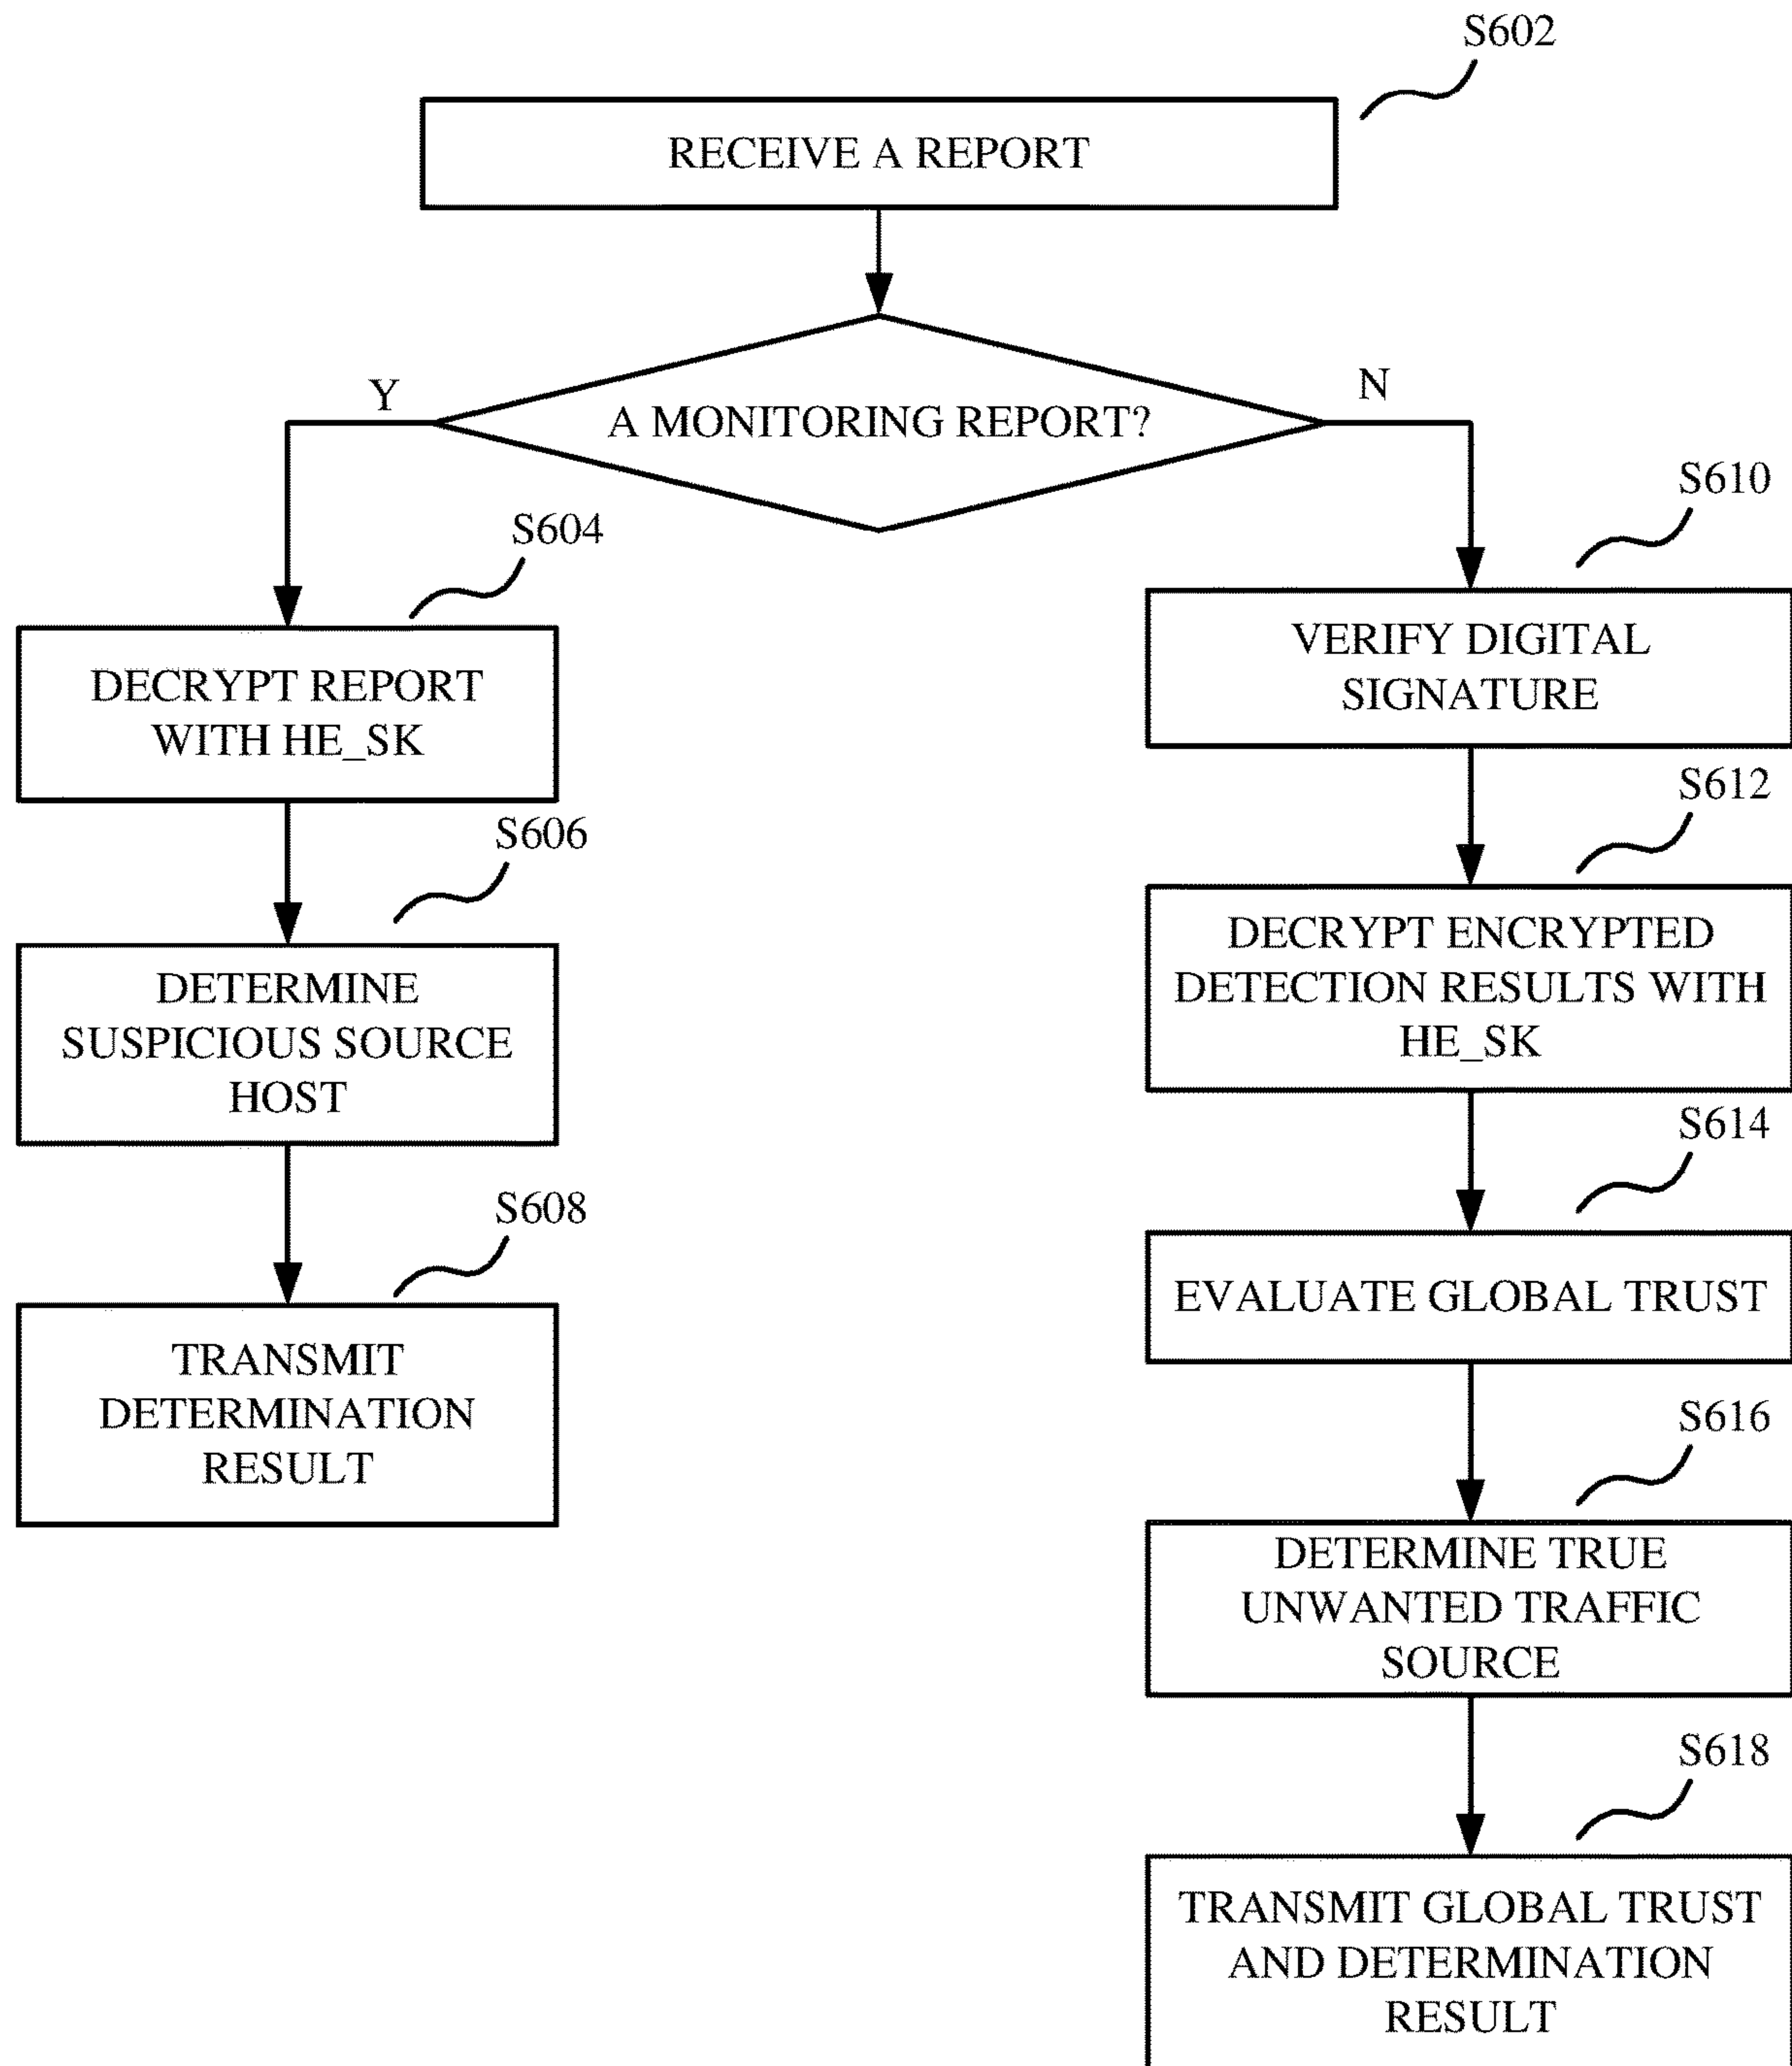 S602
RECEIVE A REPORT
A MONITORING REPORT?
Y
N
S604
DECRYPT REPORT
WITH HE_SK
S606
DETERMINE
SUSPICIOUS SOURCE
HOST
S608
TRANSMIT
DETERMINATION
RESULT
S610
VERIFY DIGITAL
SIGNATURE
S612
DECRYPT ENCRYPTED
DETECTION RESULTS WITH
HE_SK
S614
EVALUATE GLOBAL TRUST
S616
DETERMINE TRUE
UNWANTED TRAFFIC
SOURCE
S618
TRANSMIT GLOBAL TRUST
AND DETERMINATION
RESULT